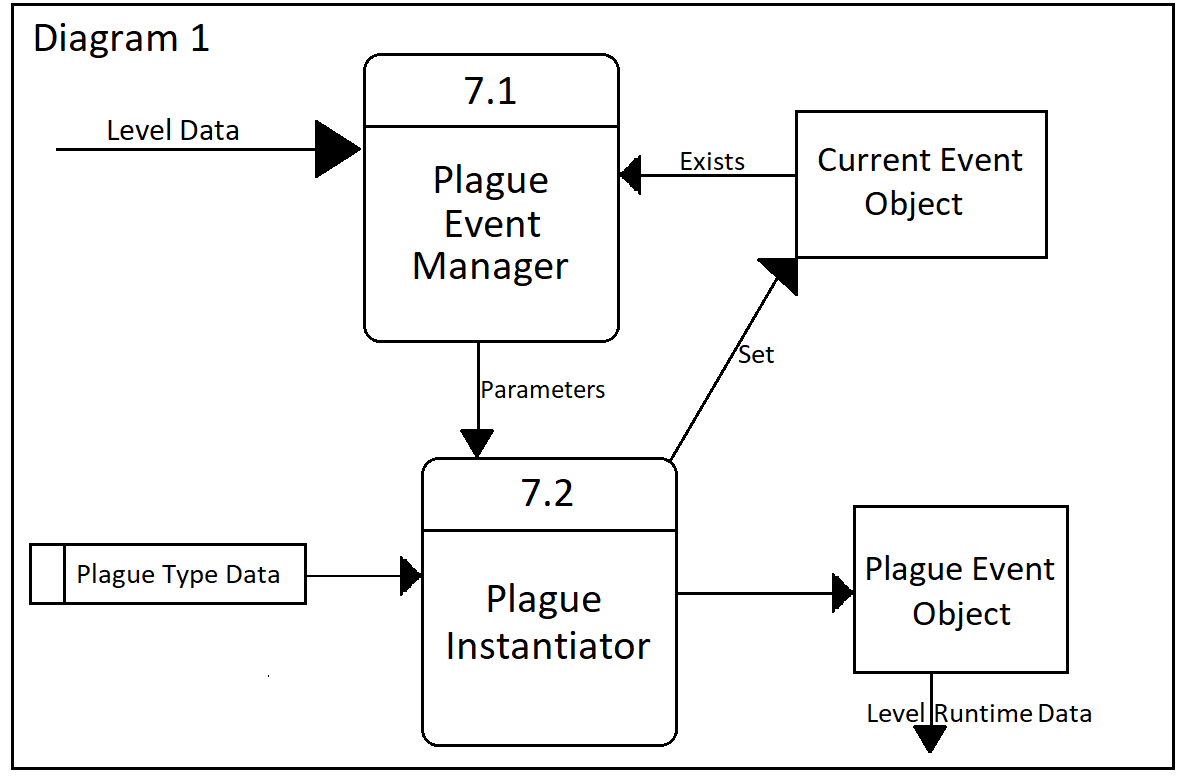 Diagram 1
7.1
Level Data
Plague
Event
Manager
Exists
Current Event
Object
Set
Parameters
7.2
Plague Type Data
Plague
Instantiator
Plague Event
Object
Level Runtime Data